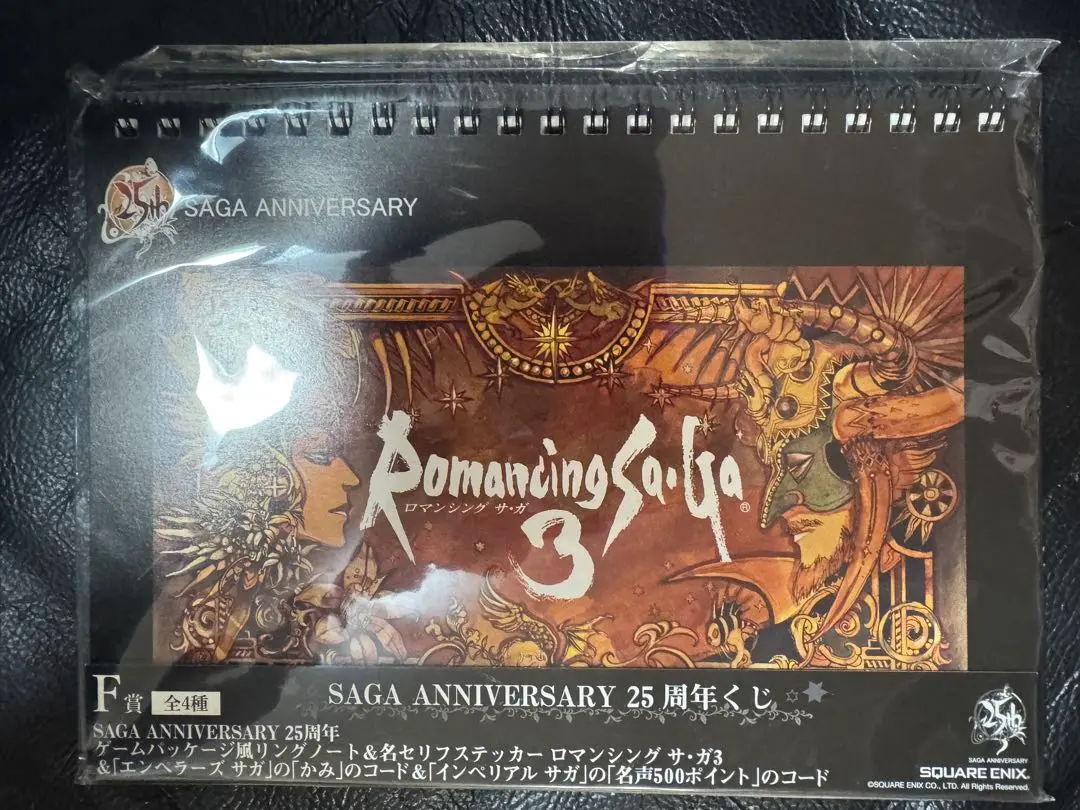 25th
SAGA ANNIVERSARY
Romancing Sa・Ga
®
ロマンシング サ・ガ
3
F賞 全4種
SAGA ANNIVERSARY 25周年くじ
SAGA ANNIVERSARY 25周年
ゲームパッケージ風リングノート&名セリフステッカー ロマンシング サ・ガ3
&「エンペラーズ サガ」の「かみ」のコード&「インペリアル サガ」の「名声500ポイント」のコード
25th
SAGA ANNIVERSARY
SQUARE ENIX.
©SQUARE ENIX CO., LTD. All Rights Reserved.